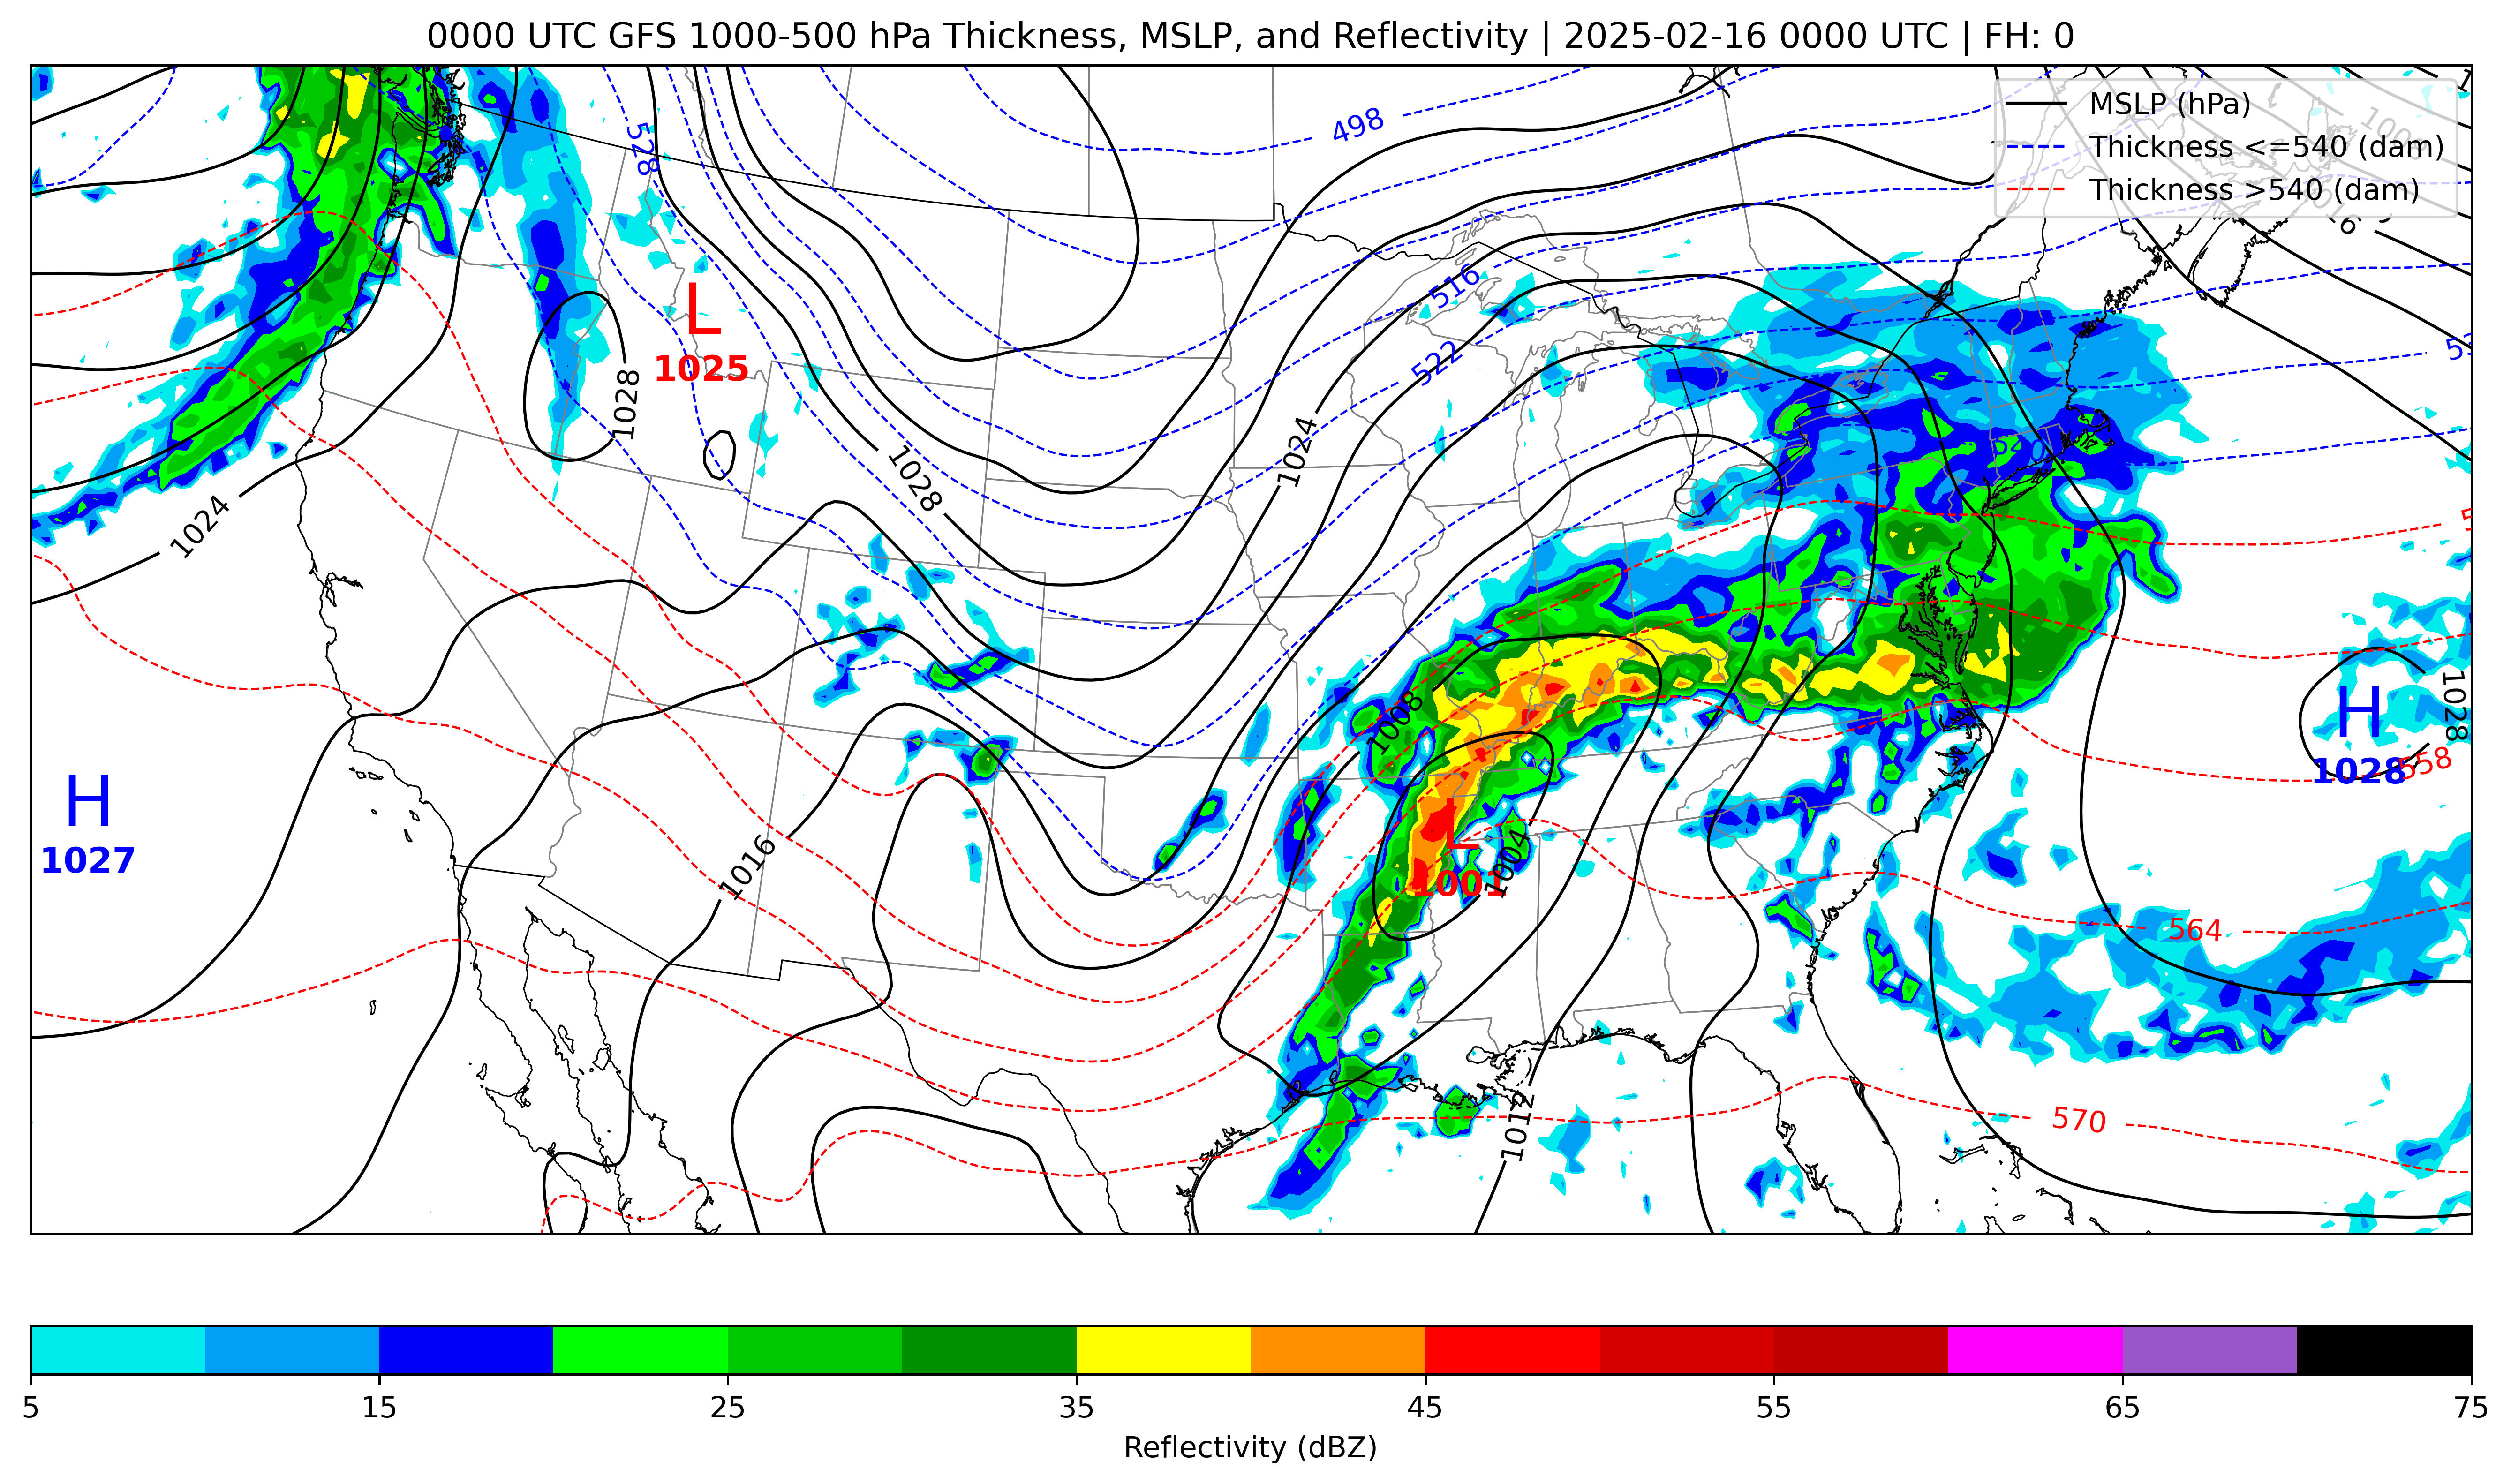 0000 UTC GFS 1000-500 hPa Thickness, MSLP, and Reflectivity | 2025-02-16 0000 UTC | FH: 0
MSLP (hPa)
Thickness <=540 (dam)
Thickness >540 (dam)
498
528
516
L
1025
522
1028
1024
1028
1024
540
H
1028
1028
558
1008
H
1027
L
1001
1004
1016
564
1012
570
5 15 25 35 45 55 65 75
Reflectivity (dBZ)